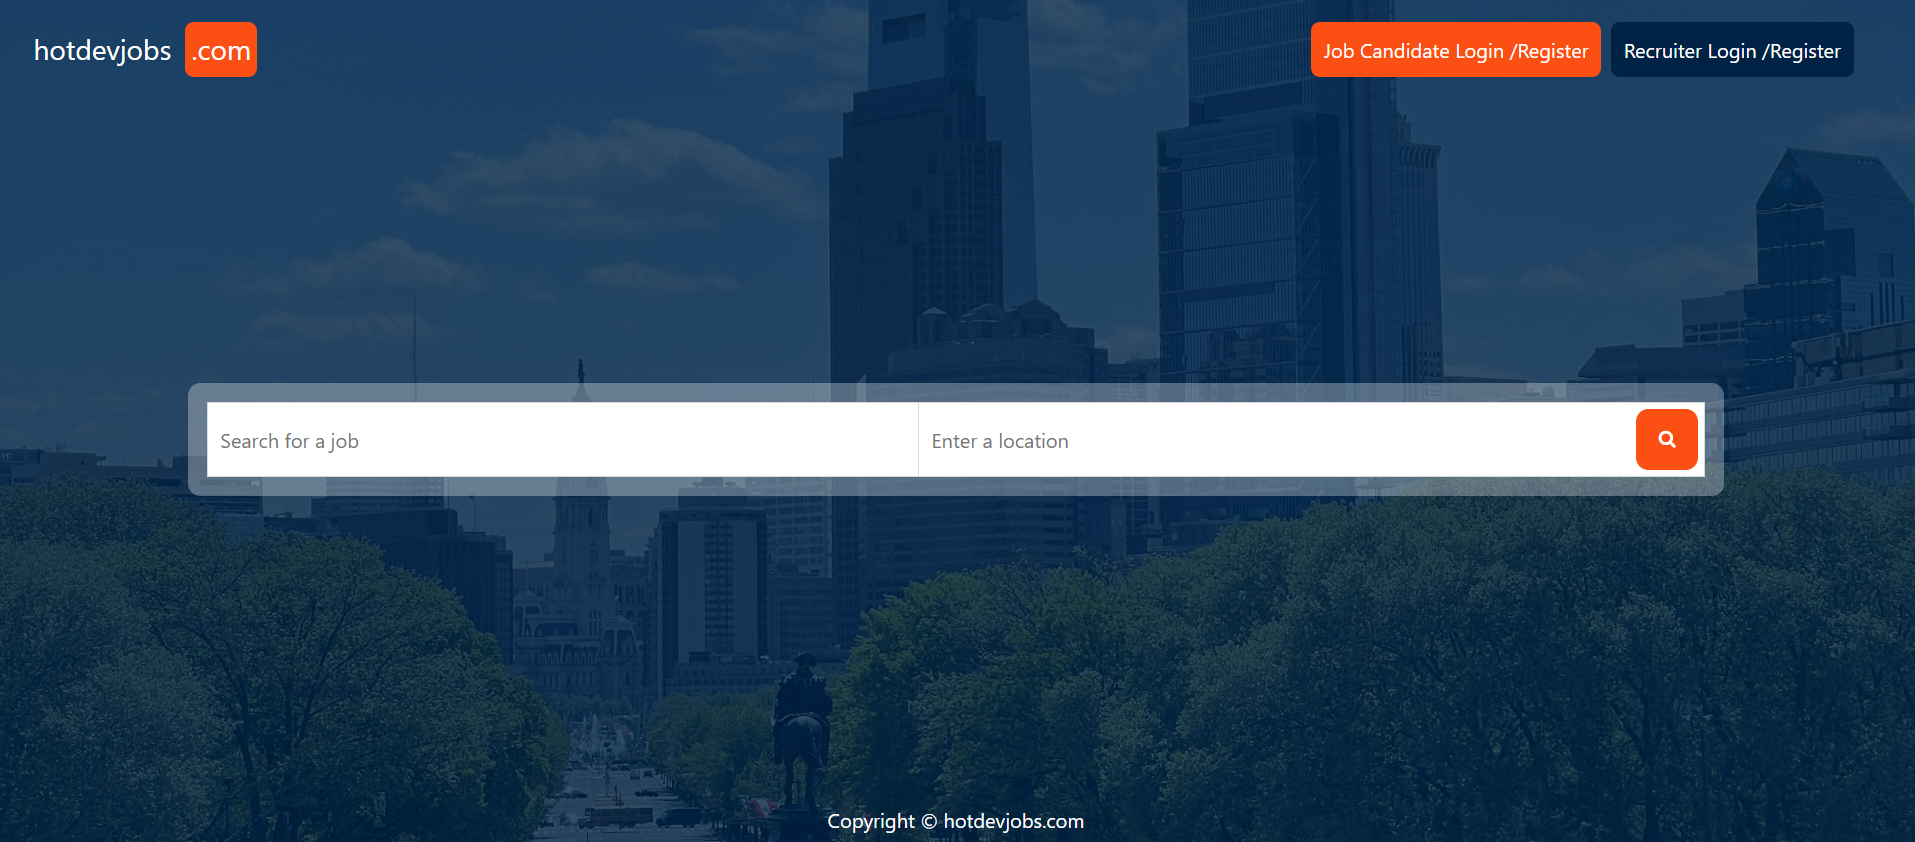 hotdevjobs .com
Job Candidate Login /Register
Recruiter Login /Register
Search for a job
Enter a location
Copyright © hotdevjobs.com